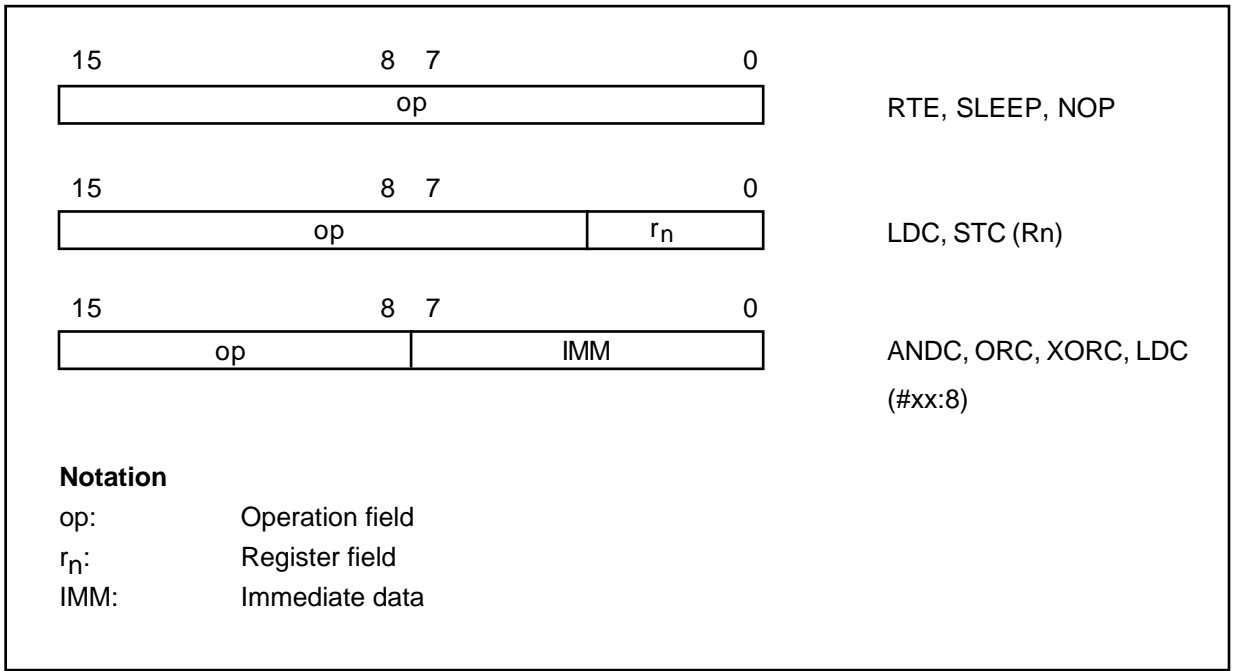 15 8 7 0
op RTE, SLEEP, NOP
15 8 7 0
op rn LDC, STC (Rn)
15 8 7 0
op IMM ANDC, ORC, XORC, LDC
(#xx:8)
Notation
op: Operation field
rn: Register field
IMM: Immediate data